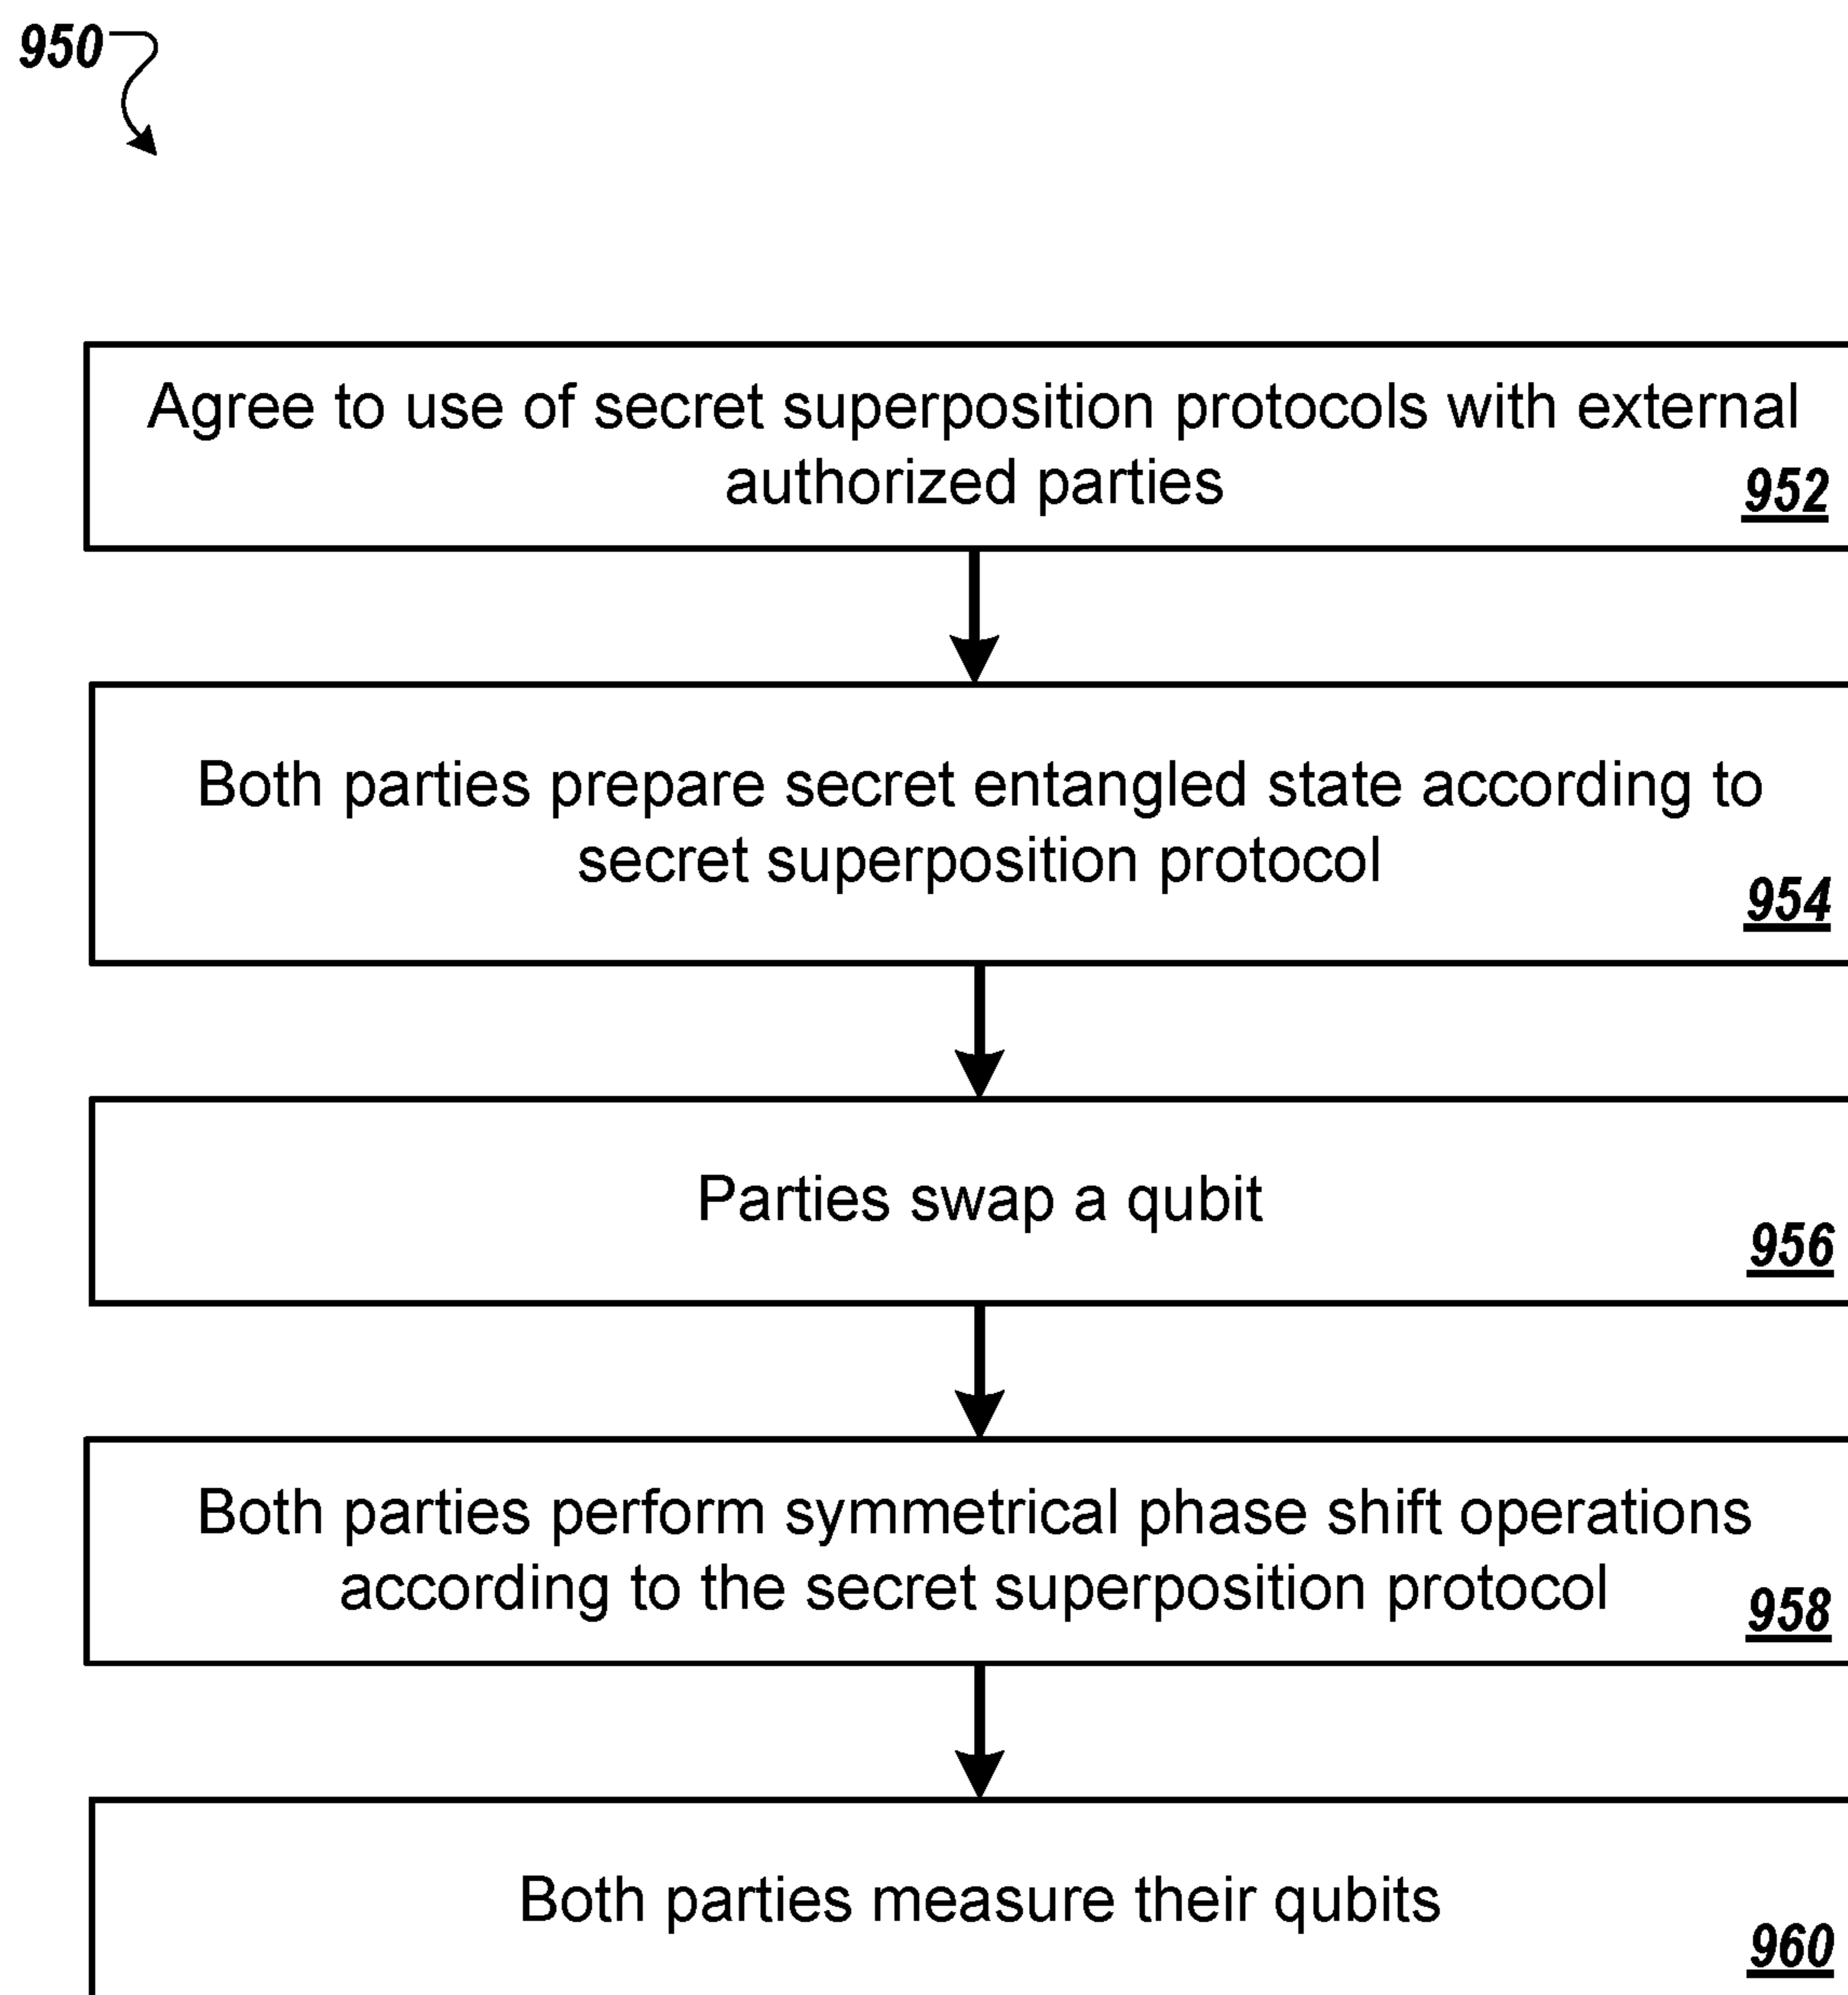 950
Agree to use of secret superposition protocols with external
authorized parties
952
Both parties prepare secret entangled state according to
secret superposition protocol
954
Parties swap a qubit
956
Both parties perform symmetrical phase shift operations
according to the secret superposition protocol
958
Both parties measure their qubits
960